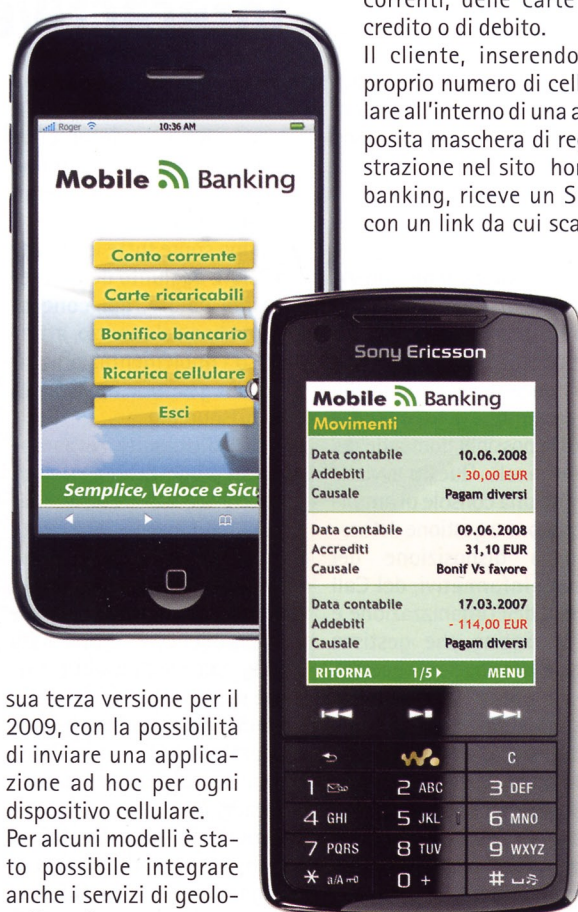 correnti, delle carte
credito o di debito.
Il cliente, inserendo
proprio numero di cell
lare all'interno di una a
posita maschera di re
strazione nel sito hor
banking, riceve un S
con un link da cui sca
Roger 10:36 AM
Mobile Banking
Conto corrente
Carte ricaricabili
Bonifico bancario
Ricarica cellulare
Esci
Semplice, Veloce e Sicu
Sony Ericsson
Mobile Banking
Movimenti
Data contabile 10.06.2008
Addebiti - 30,00 EUR
Causale Pagam diversi
Data contabile 09.06.2008
Accrediti 31,10 EUR
Causale Bonif Vs favore
Data contabile 17.03.2007
Addebiti - 114,00 EUR
Causale Pagam diversi
RITORNA 1/5 MENU
C
1 2 ABC 3 DEF
4 GHI 5 JKL 6 MNO
7 PQRS 8 TUV 9 WXYZ
* a/A 0 + #
sua terza versione per il
2009, con la possibilità
di inviare una applica-
zione ad hoc per ogni
dispositivo cellulare.
Per alcuni modelli è sta-
to possibile integrare
anche i servizi di geolo-